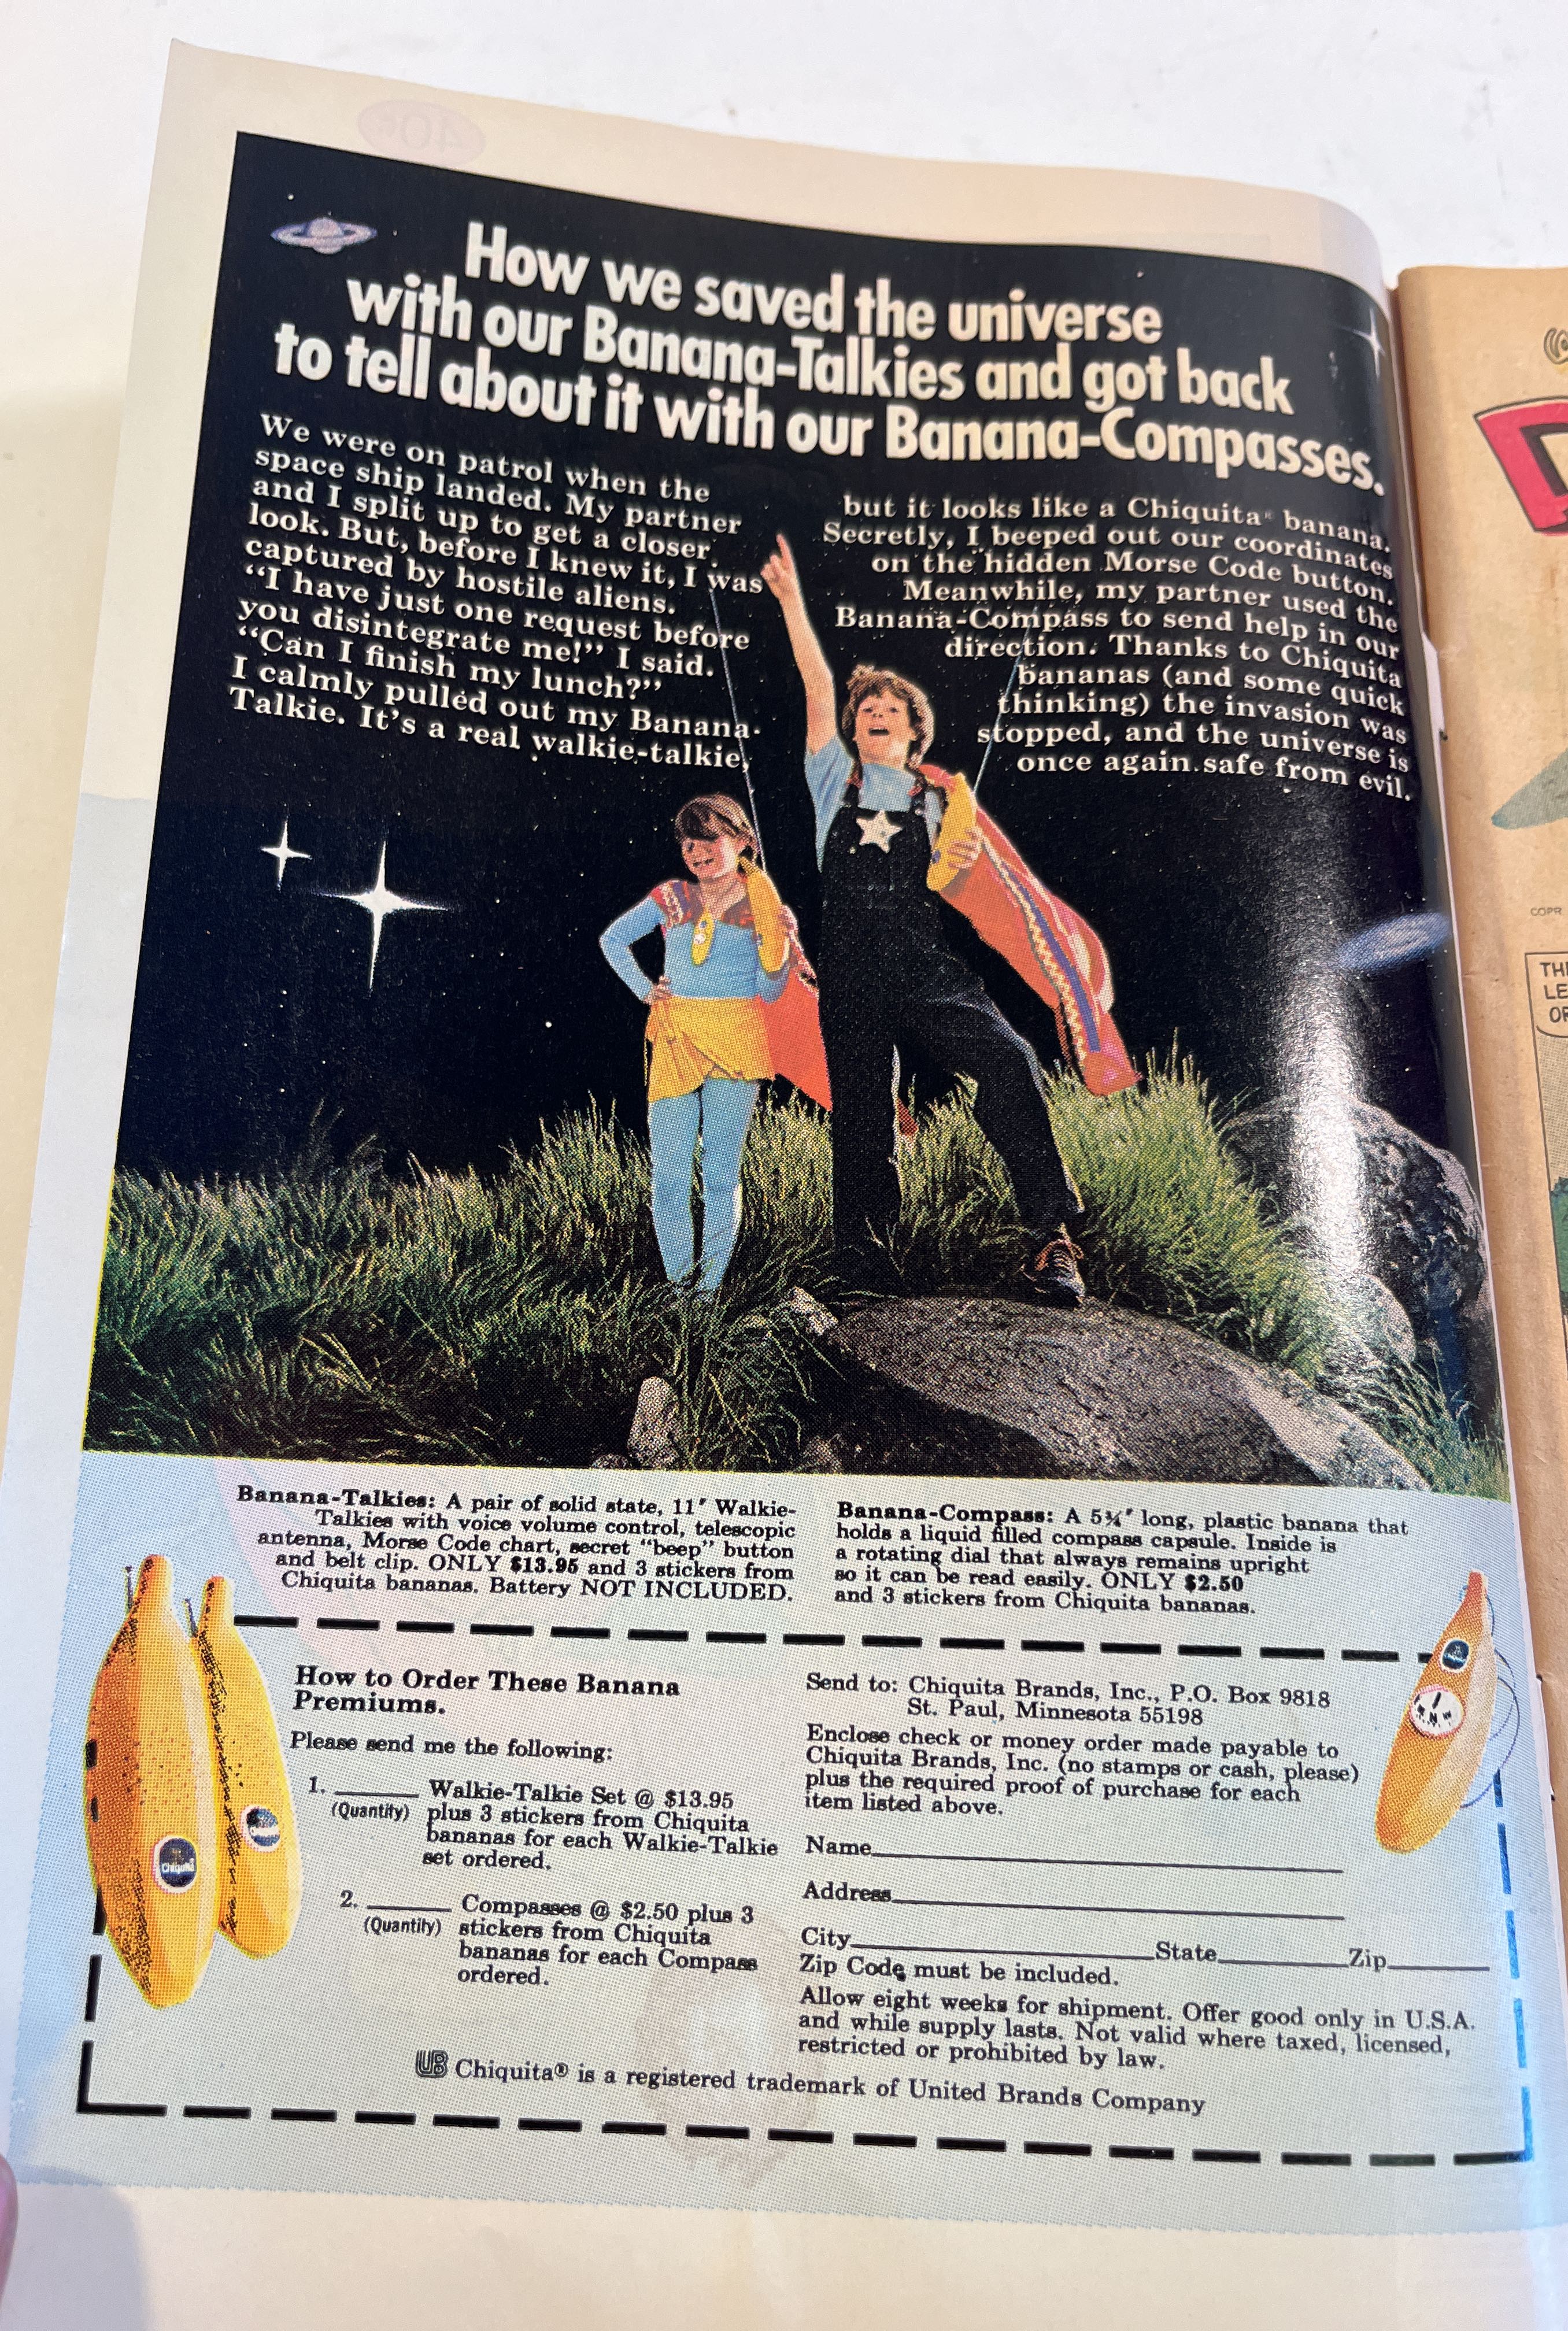 How we saved the universe
with our Banana-Talkies and got back
to tell about it with our Banana-Compasses.
We were on patrol when the
space ship landed. My partner
and I split up to get a closer
look. But, before I knew it, I was
captured by hostile aliens.
“I have just one request before
you disintegrate me!” I said.
“Can I finish my lunch?”
I calmly pulled out my Banana-
Talkie. It’s a real walkie-talkie,
but it looks like a Chiquita® banana.
Secretly, I beeped out our coordinates
on the hidden Morse Code button.
Meanwhile, my partner used the
Banana-Compass to send help in our
direction. Thanks to Chiquita
bananas (and some quick
thinking) the invasion was
stopped, and the universe is
once again safe from evil.
Banana-Talkies: A pair of solid state, 11″ Walkie-
Talkies with voice volume control, telescopic
antenna, Morse Code chart, secret “beep” button
and belt clip. ONLY $13.95 and 3 stickers from
Chiquita bananas. Battery NOT INCLUDED.
Banana-Compass: A 5¾″ long, plastic banana that
holds a liquid filled compass capsule. Inside is
a rotating dial that always remains upright
so it can be read easily. ONLY $2.50
and 3 stickers from Chiquita bananas.
How to Order These Banana
Premiums.
Please send me the following:
1. ______ Walkie-Talkie Set @ $13.95
(Quantity) plus 3 stickers from Chiquita
bananas for each Walkie-Talkie
set ordered.
2. ______ Compasses @ $2.50 plus 3
(Quantity) stickers from Chiquita
bananas for each Compass
ordered.
Send to: Chiquita Brands, Inc., P.O. Box 9818
St. Paul, Minnesota 55198
Enclose check or money order made payable to
Chiquita Brands, Inc. (no stamps or cash, please)
plus the required proof of purchase for each
item listed above.
Name
Address
City State Zip
Zip Code must be included.
Allow eight weeks for shipment. Offer good only in U.S.A.
and while supply lasts. Not valid where taxed, licensed,
restricted or prohibited by law.
UB Chiquita® is a registered trademark of United Brands Company
Chiquita
COPR